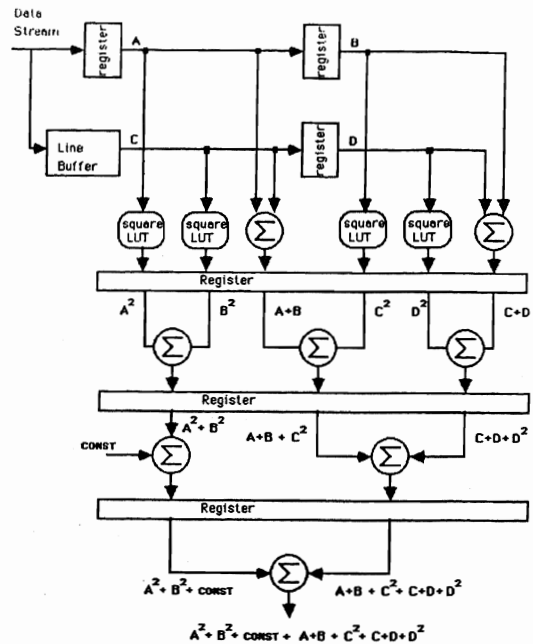 Data
Stream
register
A
register
B
Line
Buffer
C
register
D
square
LUT
square
LUT
Σ
square
LUT
square
LUT
Σ
Register
A²
B²
A+B
C²
D²
C+D
Σ
Σ
Σ
Register
A²+ B²
A+B + C²
C+D+D²
CONST
Σ
Σ
Register
Σ
A²+ B²+ CONST
A+B+ C²+ C+D+D²
A²+ B²+ CONST + A+B+ C²+ C+D+D²